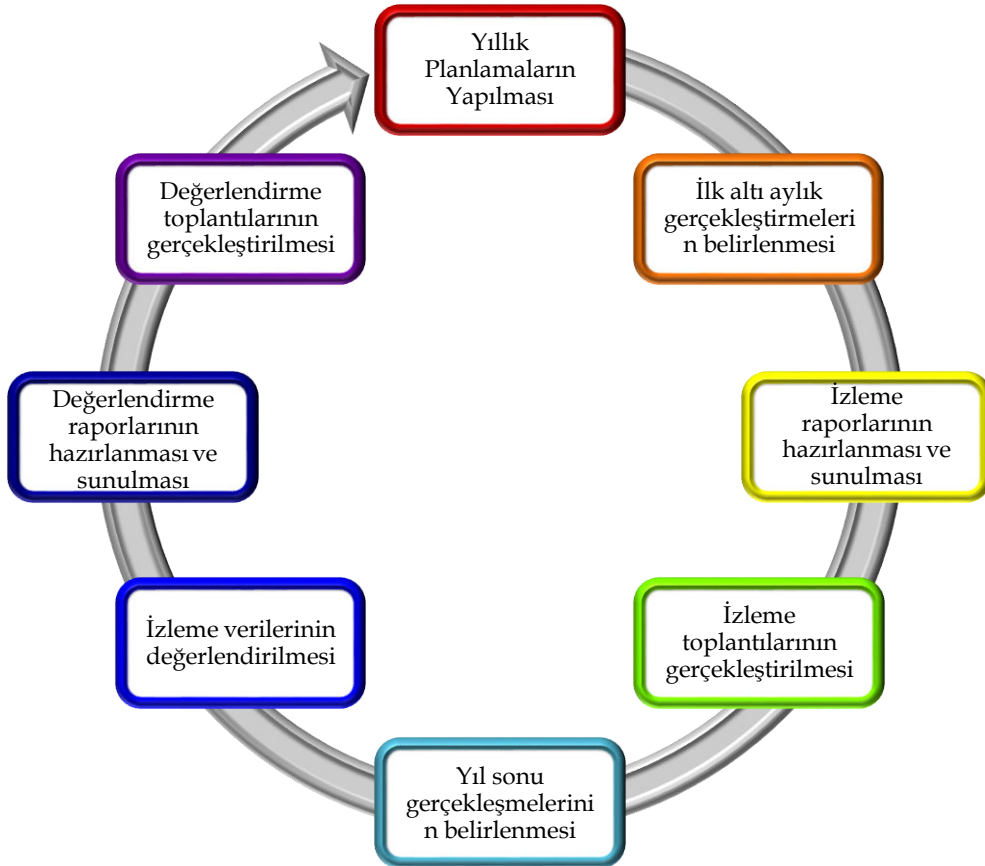 Yıllık
Planlamaların
Yapılması
İlk altı aylık
gerçekleştirmeleri
n belirlenmesi
İzleme
raporlarının
hazırlanması ve
sunulması
İzleme
toplantılarının
gerçekleştirilmesi
Yıl sonu
gerçekleşmelerini
n belirlenmesi
İzleme verilerinin
değerlendirilmesi
Değerlendirme
raporlarının
hazırlanması ve
sunulması
Değerlendirme
toplantılarının
gerçekleştirilmesi